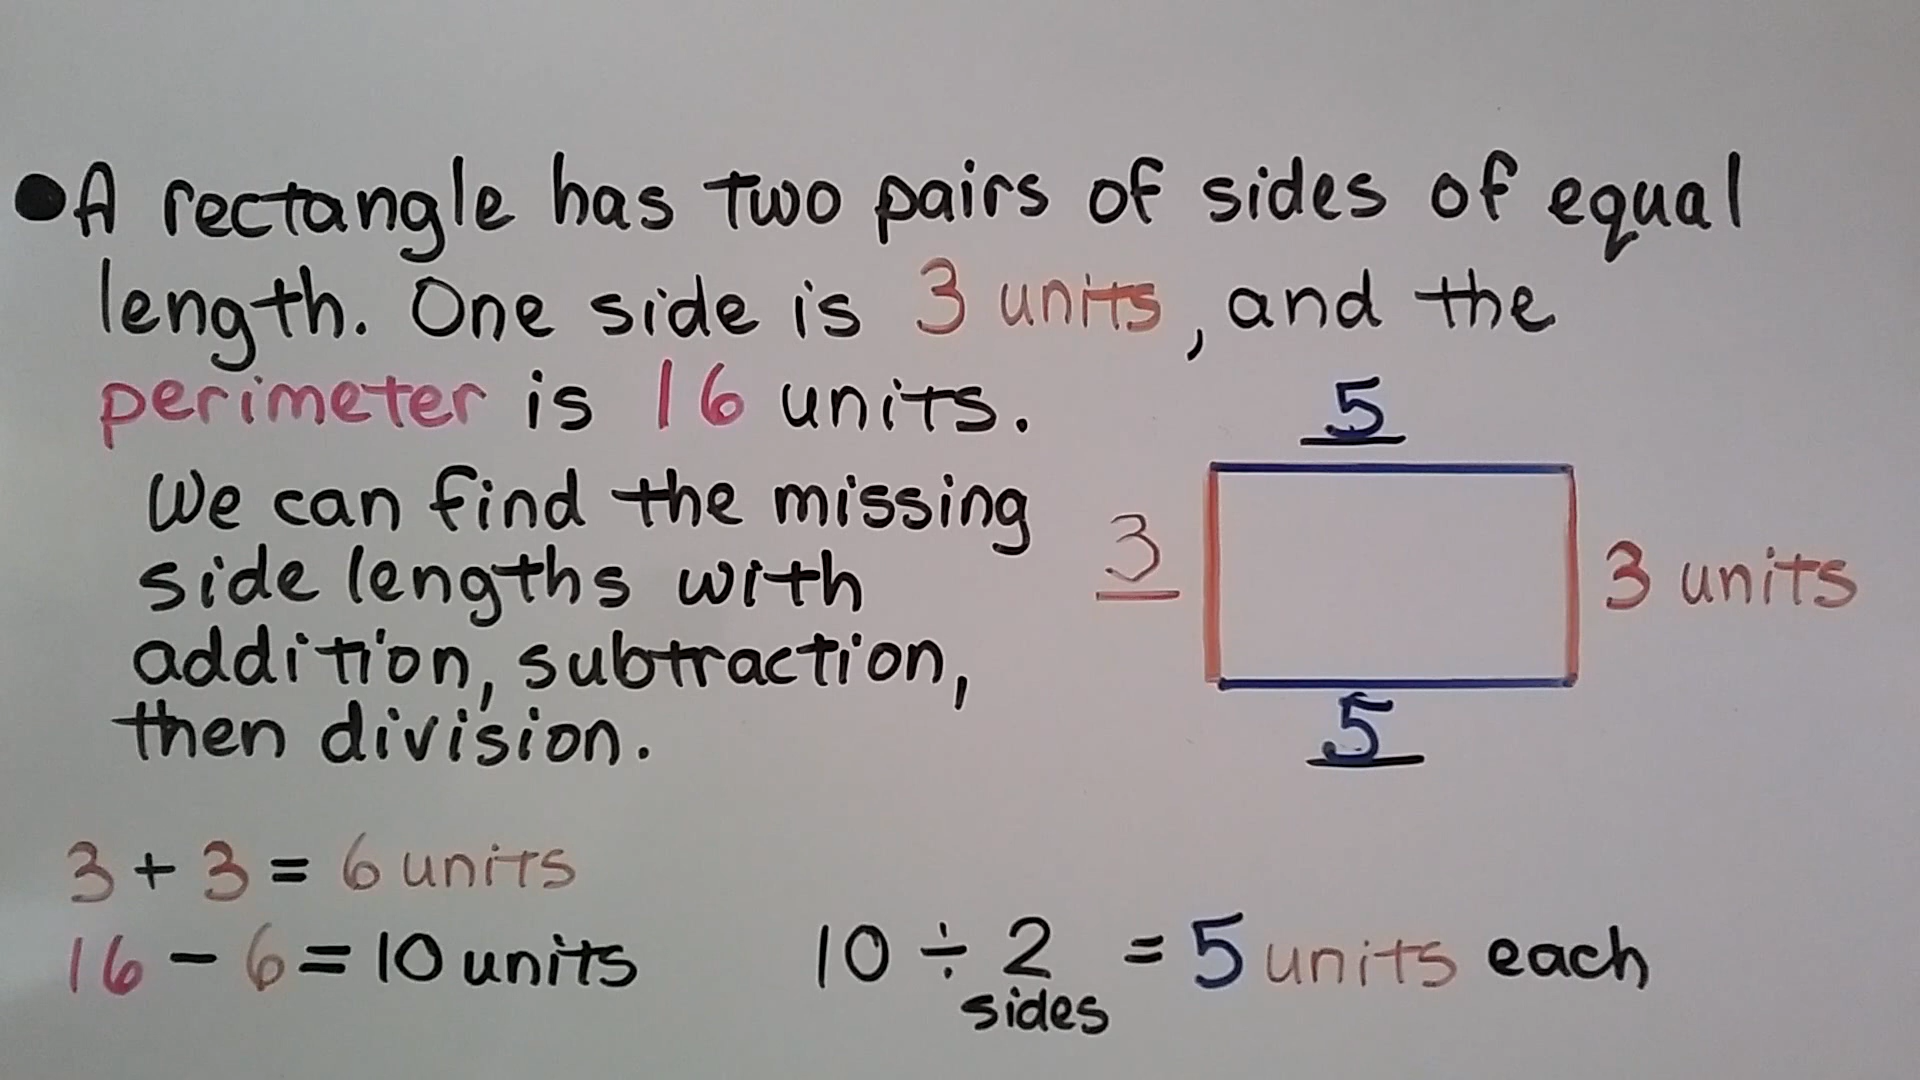 ●A rectangle has two pairs of sides of equal
length. One side is 3 units, and the
perimeter is 16 units.
5
We can find the missing
side lengths with
addition, subtraction,
then division.
3
3 units
5
3 + 3 = 6 units
16 - 6 = 10 units
10 ÷ 2 = 5 units each
sides